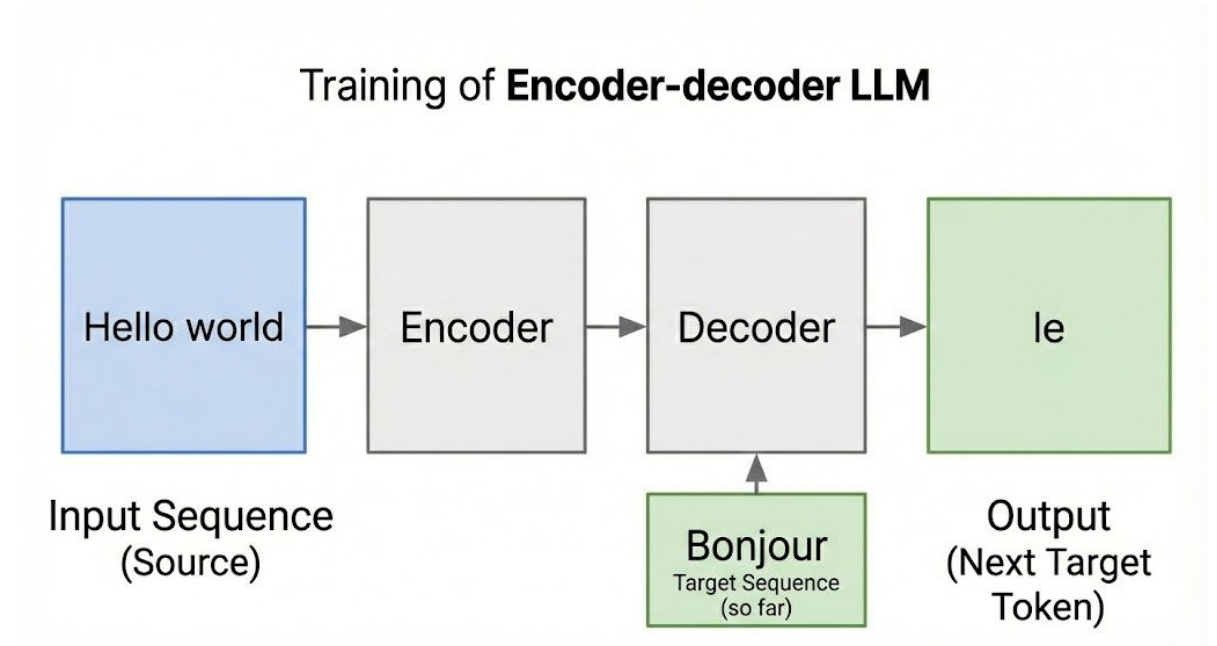 Training of Encoder-decoder LLM
Hello world
Encoder
Decoder
le
Input Sequence
(Source)
Bonjour
Target Sequence
(so far)
Output
(Next Target
Token)